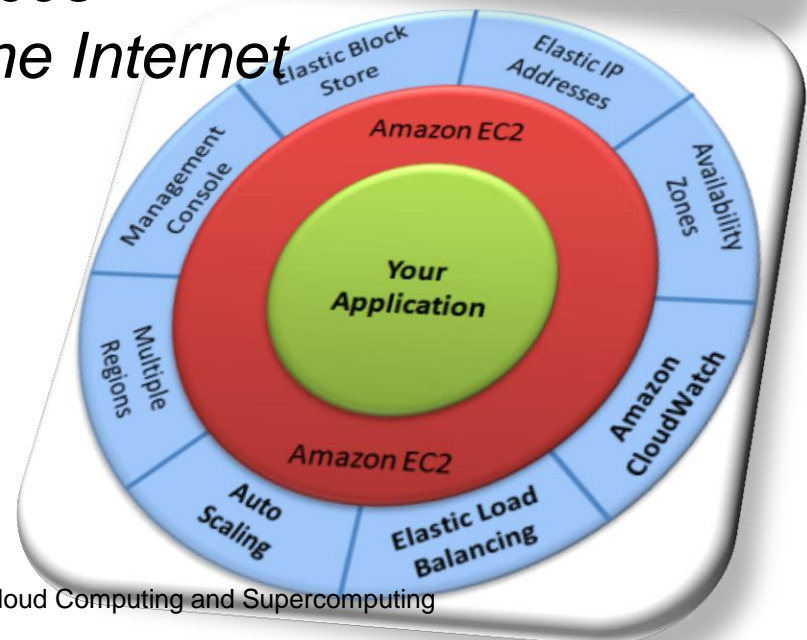 ne Internet
Elastic Block
Store
Elastic IP
Addresses
Management
Console
Amazon EC2
Availability
Zones
Your
Application
Multiple
Regions
Amazon
CloudWatch
Amazon EC2
Auto
Scaling
Elastic Load
Balancing
loud Computing and Supercomputing